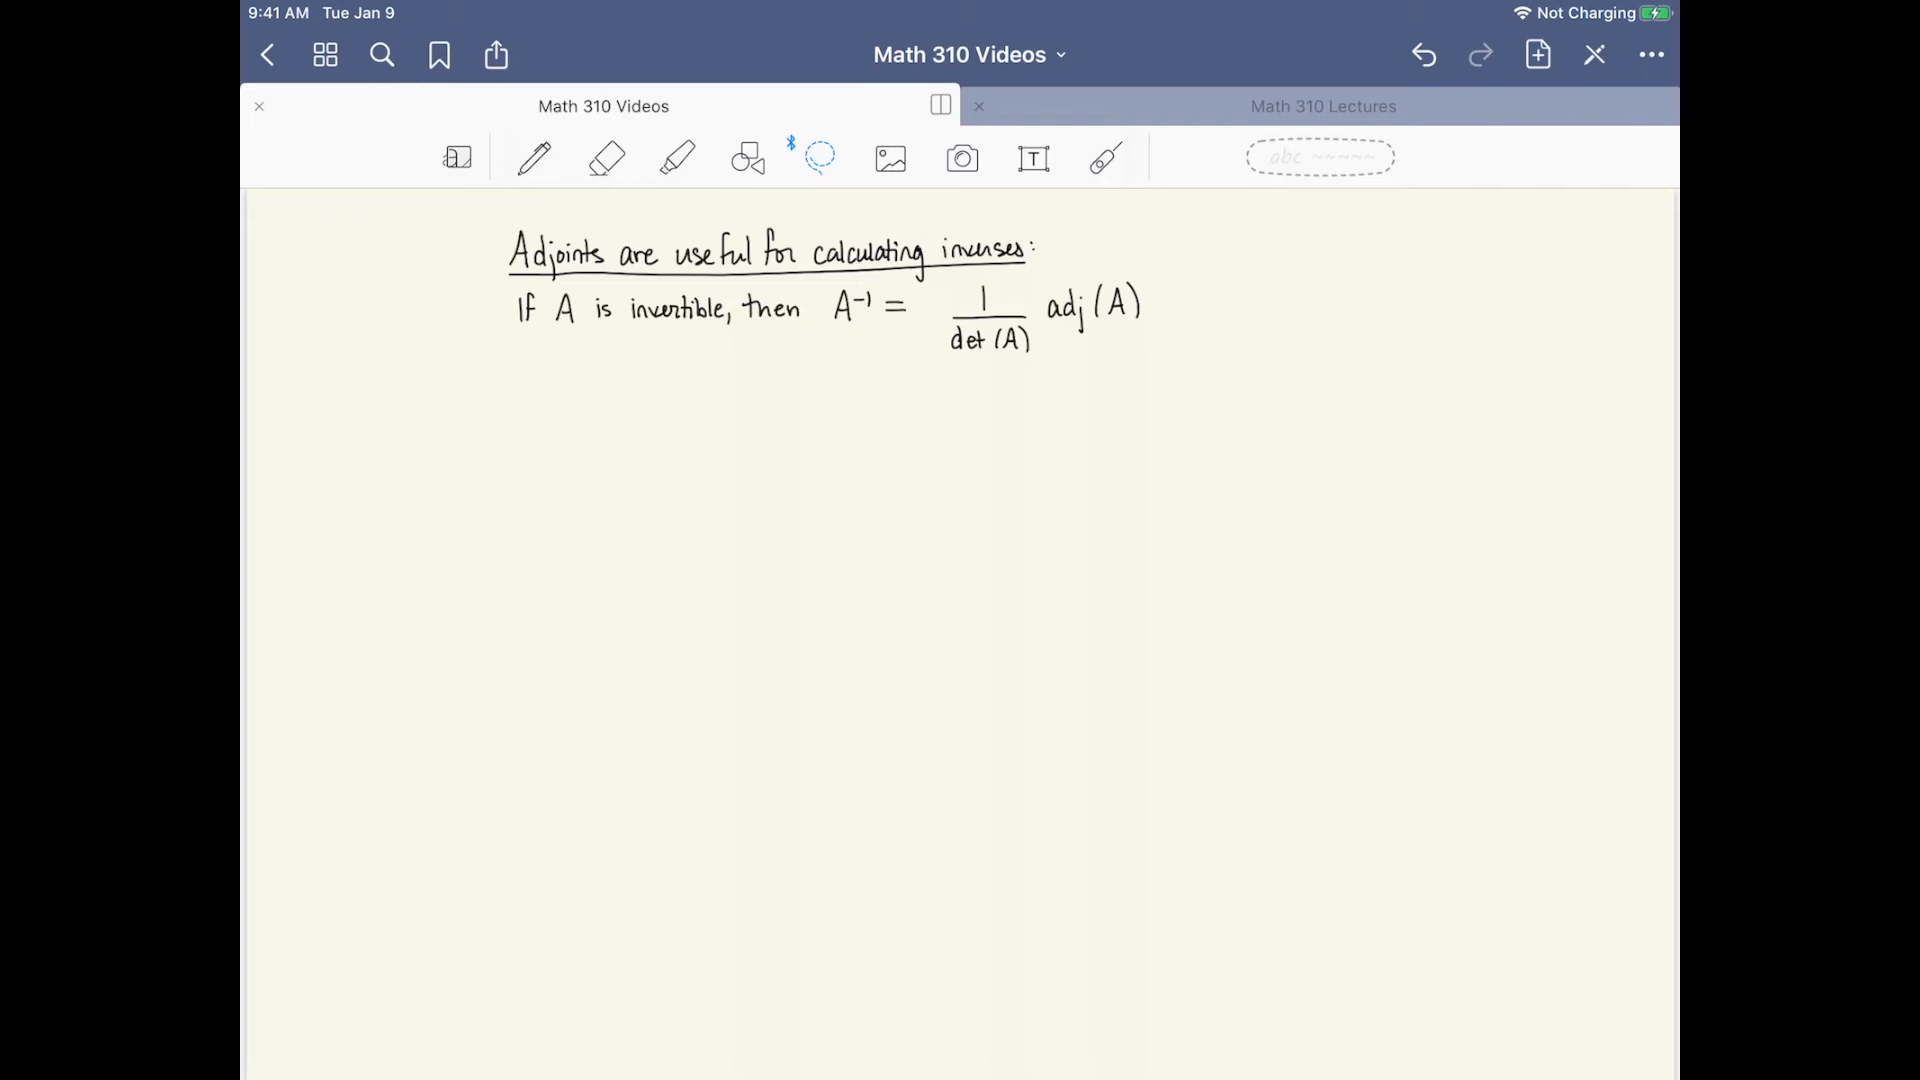 9:41 AM Tue Jan 9 Not Charging
Math 310 Videos
Math 310 Videos Math 310 Lectures
a T abc
Adjoints are useful for calculating inverses:
If A is invertible, then A⁻¹ = 1/det(A) adj(A)